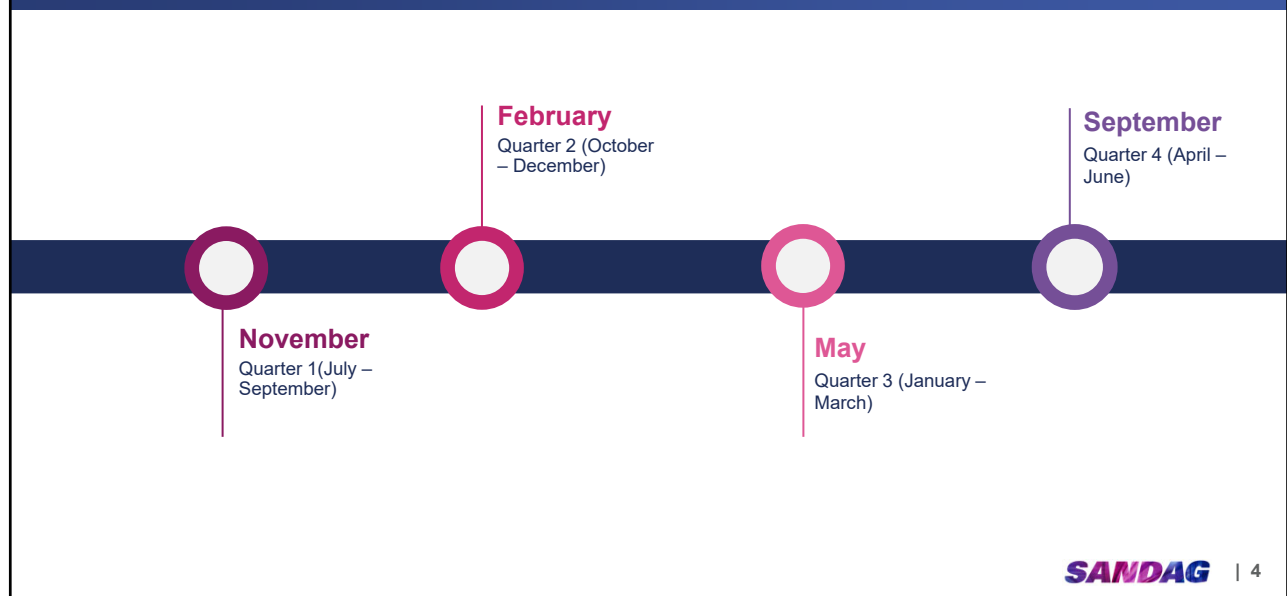 February
Quarter 2 (October
– December)
September
Quarter 4 (April –
June)
November
Quarter 1(July –
September)
May
Quarter 3 (January –
March)
SANDAG | 4